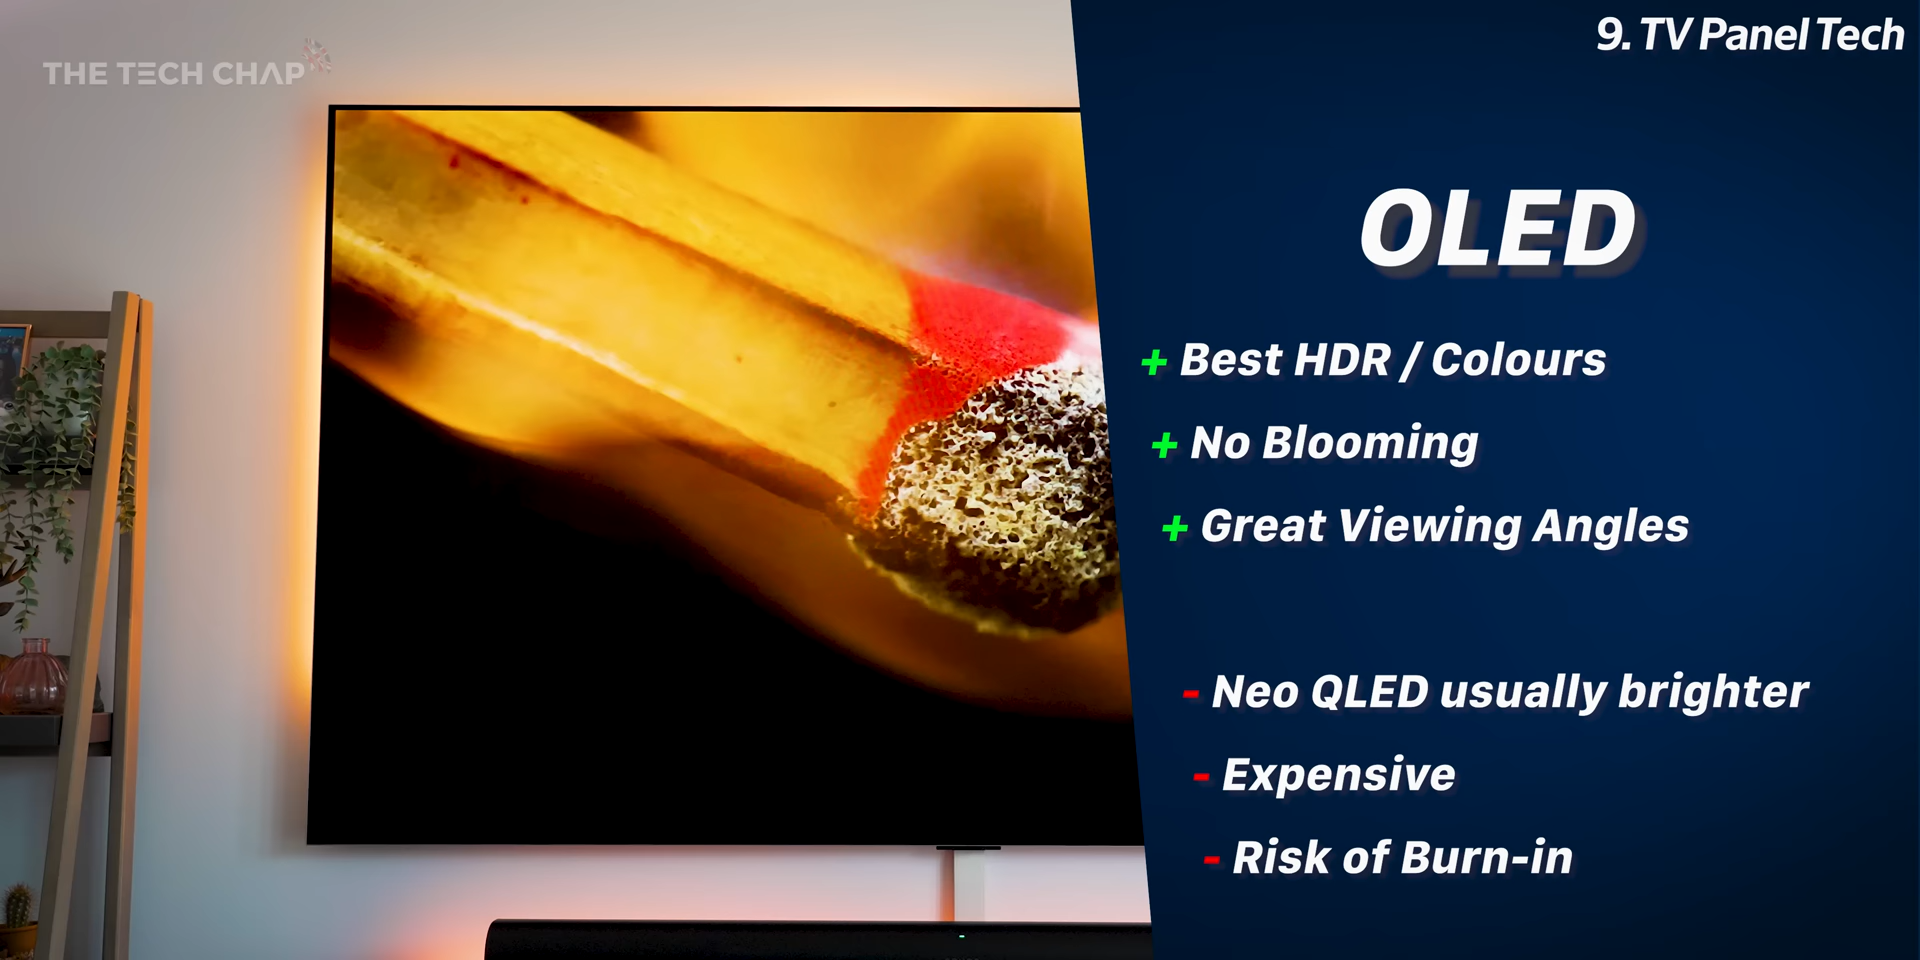 THE TECH CHAP
9. TV Panel Tech
OLED
+ Best HDR / Colours
+ No Blooming
+ Great Viewing Angles
- Neo QLED usually brighter
- Expensive
- Risk of Burn-in